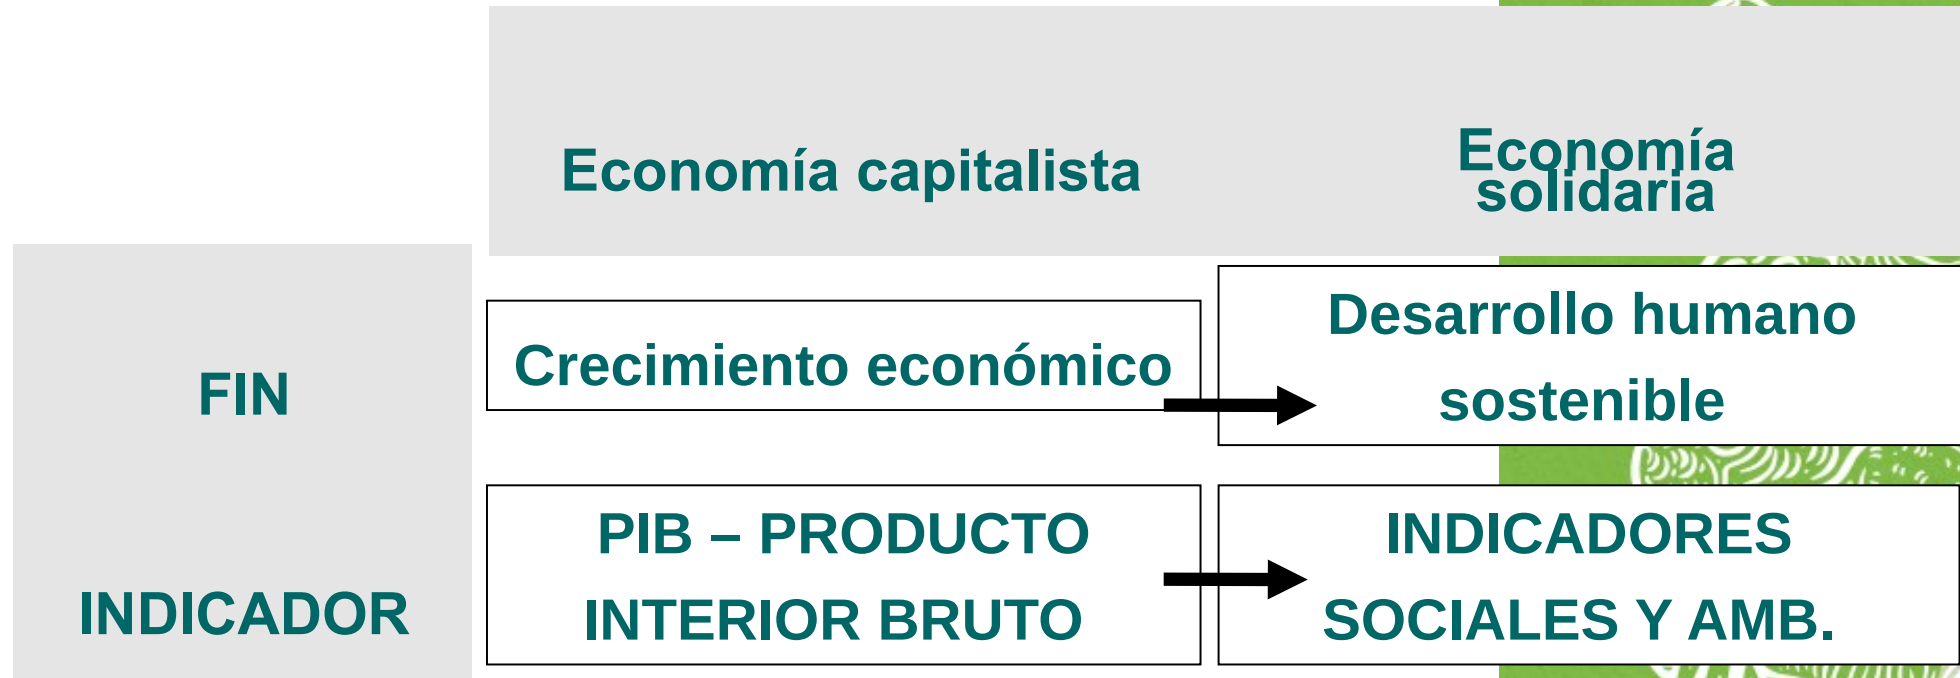 Economía capitalista
Economía
solidaria
FIN
Crecimiento económico
Desarrollo humano
sostenible
INDICADOR
PIB – PRODUCTO
INTERIOR BRUTO
INDICADORES
SOCIALES Y AMB.